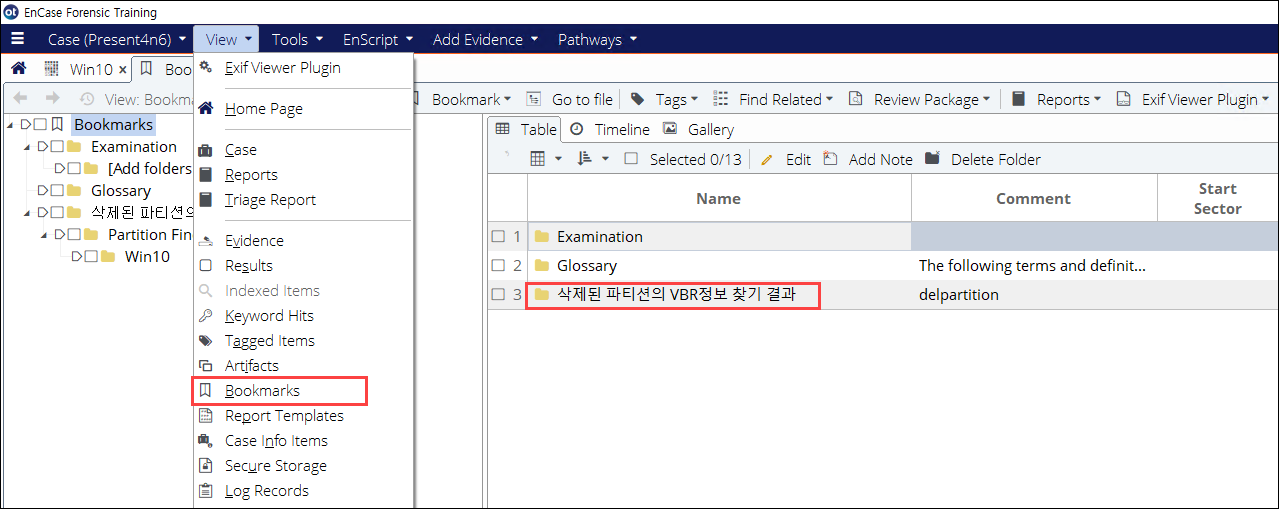 EnCase Forensic Training
Case (Present4n6) View Tools EnScript Add Evidence Pathways
Win10 Boo
View: Bookma
Bookmark Go to file Tags Find Related Review Package Reports Exif Viewer Plugin
Bookmarks
Examination
[Add folders
Glossary
삭제된 파티션의
Partition Fin
Win10
Exif Viewer Plugin
Home Page
Case
Reports
Triage Report
Evidence
Results
Indexed Items
Keyword Hits
Tagged Items
Artifacts
Bookmarks
Report Templates
Case Info Items
Secure Storage
Log Records
Table Timeline Gallery
Selected 0/13 Edit Add Note Delete Folder
Name Comment Start
Sector
1 Examination
2 Glossary The following terms and definit...
3 삭제된 파티션의 VBR정보 찾기 결과 delpartition